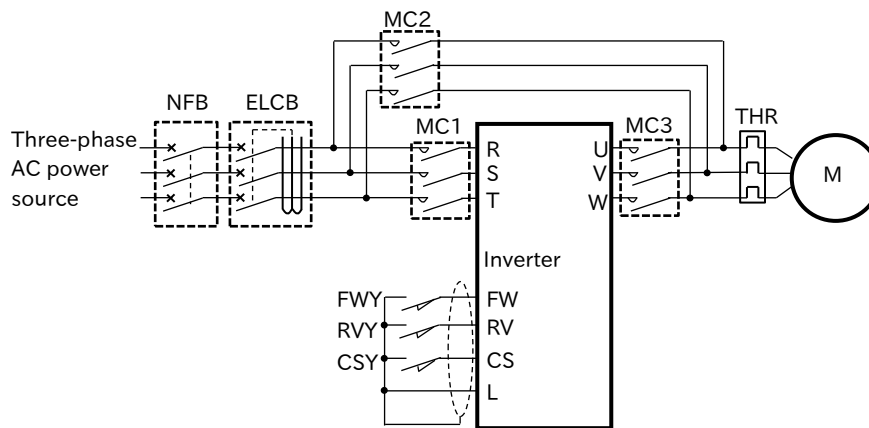 MC2
NFB
ELCB
Three-phase
AC power
source
MC1
MC3
THR
R
S
T
U
V
W
M
Inverter
FWY
FW
RVY
RV
CSY
CS
L